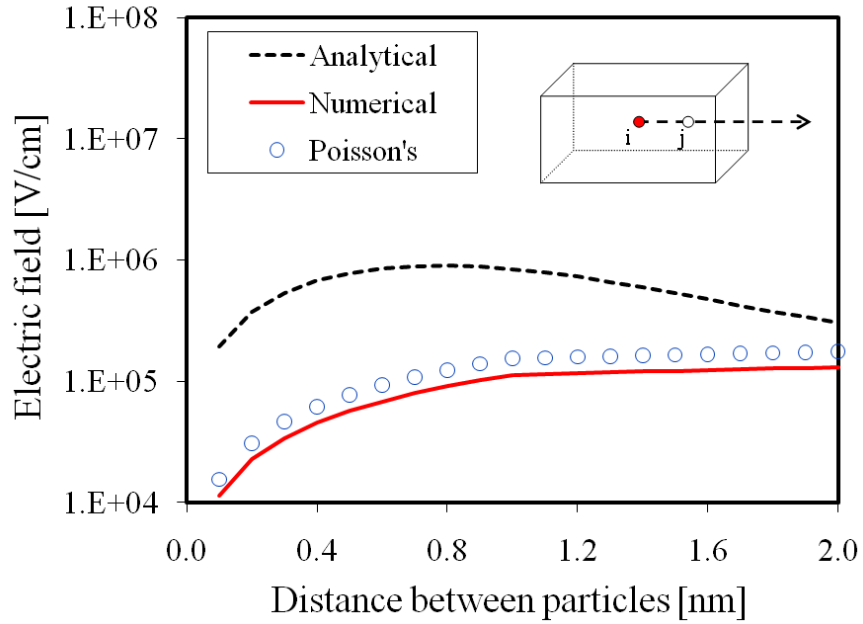 1.E+08
1.E+07
1.E+06
1.E+05
1.E+04
Electric field [V/cm]
Analytical
Numerical
Poisson's
i
j
0.0 0.4 0.8 1.2 1.6 2.0
Distance between particles [nm]